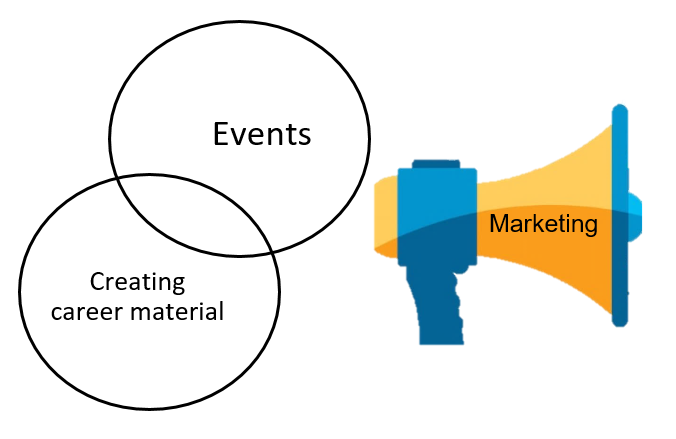 Events
Marketing
Creating
career material